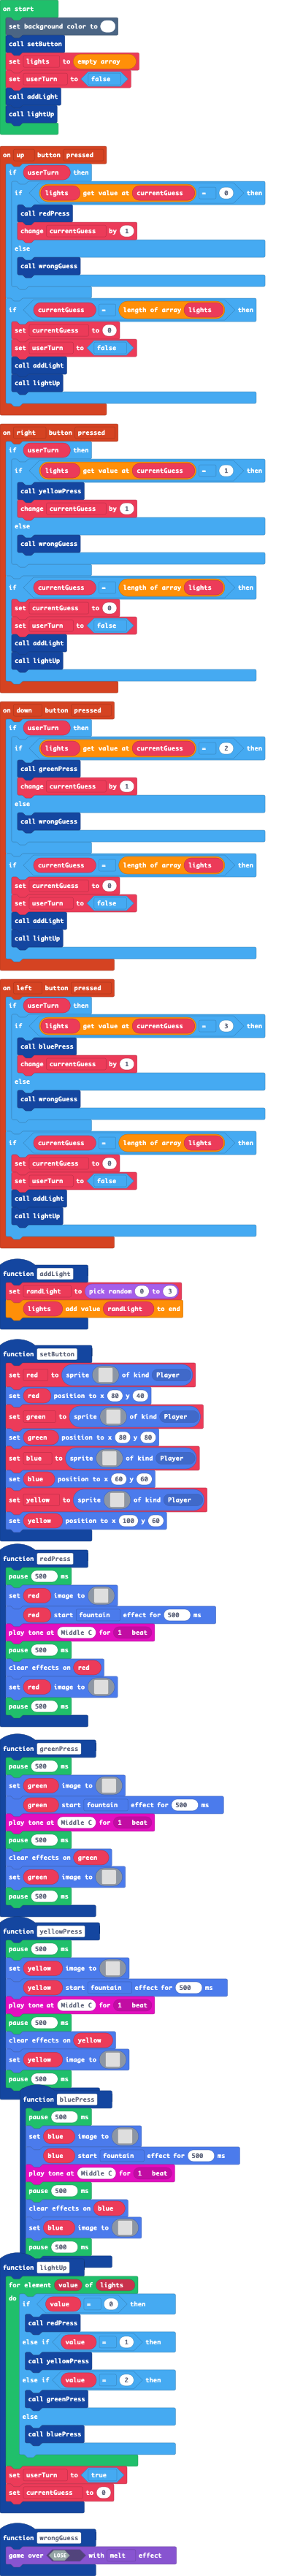 on start
set background color to
call setButton
set lights to empty array
set userTurn to false
call addLight
call lightUp
on up button pressed
if userTurn then
if lights get value at currentGuess = 0 then
call redPress
change currentGuess by 1
else
call wrongGuess
if currentGuess = length of array lights then
set currentGuess to 0
set userTurn to false
call addLight
call lightUp
on right button pressed
if userTurn then
if lights get value at currentGuess = 1 then
call yellowPress
change currentGuess by 1
else
call wrongGuess
if currentGuess = length of array lights then
set currentGuess to 0
set userTurn to false
call addLight
call lightUp
on down button pressed
if userTurn then
if lights get value at currentGuess = 2 then
call greenPress
change currentGuess by 1
else
call wrongGuess
if currentGuess = length of array lights then
set currentGuess to 0
set userTurn to false
call addLight
call lightUp
on left button pressed
if userTurn then
if lights get value at currentGuess = 3 then
call bluePress
change currentGuess by 1
else
call wrongGuess
if currentGuess = length of array lights then
set currentGuess to 0
set userTurn to false
call addLight
call lightUp
function addLight
set randLight to pick random 0 to 3
lights add value randLight to end
function setButton
set red to sprite of kind Player
set red position to x 80 y 40
set green to sprite of kind Player
set green position to x 80 y 80
set blue to sprite of kind Player
set blue position to x 60 y 60
set yellow to sprite of kind Player
set yellow position to x 100 y 60
function redPress
pause 500 ms
set red image to
red start fountain effect for 500 ms
play tone at Middle C for 1 beat
pause 500 ms
clear effects on red
set red image to
pause 500 ms
function greenPress
pause 500 ms
set green image to
green start fountain effect for 500 ms
play tone at Middle C for 1 beat
pause 500 ms
clear effects on green
set green image to
pause 500 ms
function yellowPress
pause 500 ms
set yellow image to
yellow start fountain effect for 500 ms
play tone at Middle C for 1 beat
pause 500 ms
clear effects on yellow
set yellow image to
pause 500 ms
function bluePress
pause 500 ms
set blue image to
blue start fountain effect for 500 ms
play tone at Middle C for 1 beat
pause 500 ms
clear effects on blue
set blue image to
pause 500 ms
function lightUp
for element value of lights
do if value = 0 then
call redPress
else if value = 1 then
call yellowPress
else if value = 2 then
call greenPress
else
call bluePress
set userTurn to true
set currentGuess to 0
function wrongGuess
game over LOSE with melt effect